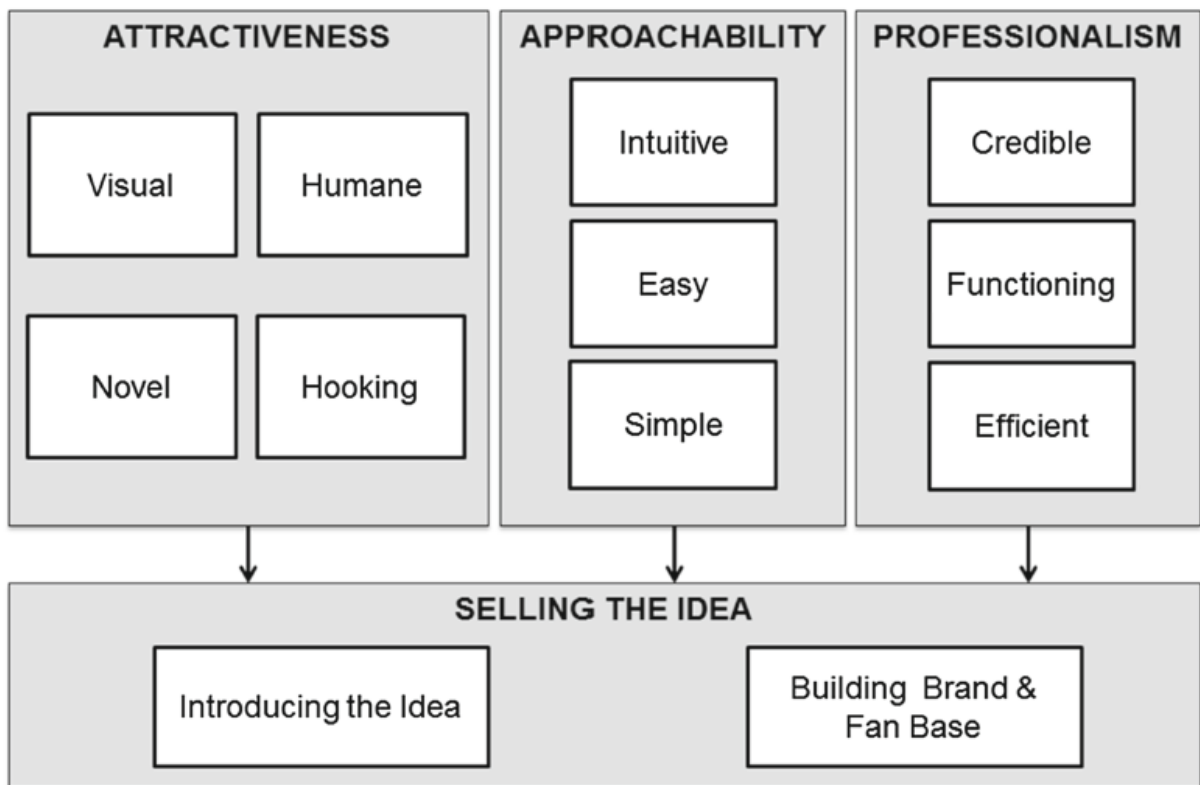 ATTRACTIVENESS
Visual
Humane
Novel
Hooking
APPROACHABILITY
Intuitive
Easy
Simple
PROFESSIONALISM
Credible
Functioning
Efficient
SELLING THE IDEA
Introducing the Idea
Building Brand &
Fan Base